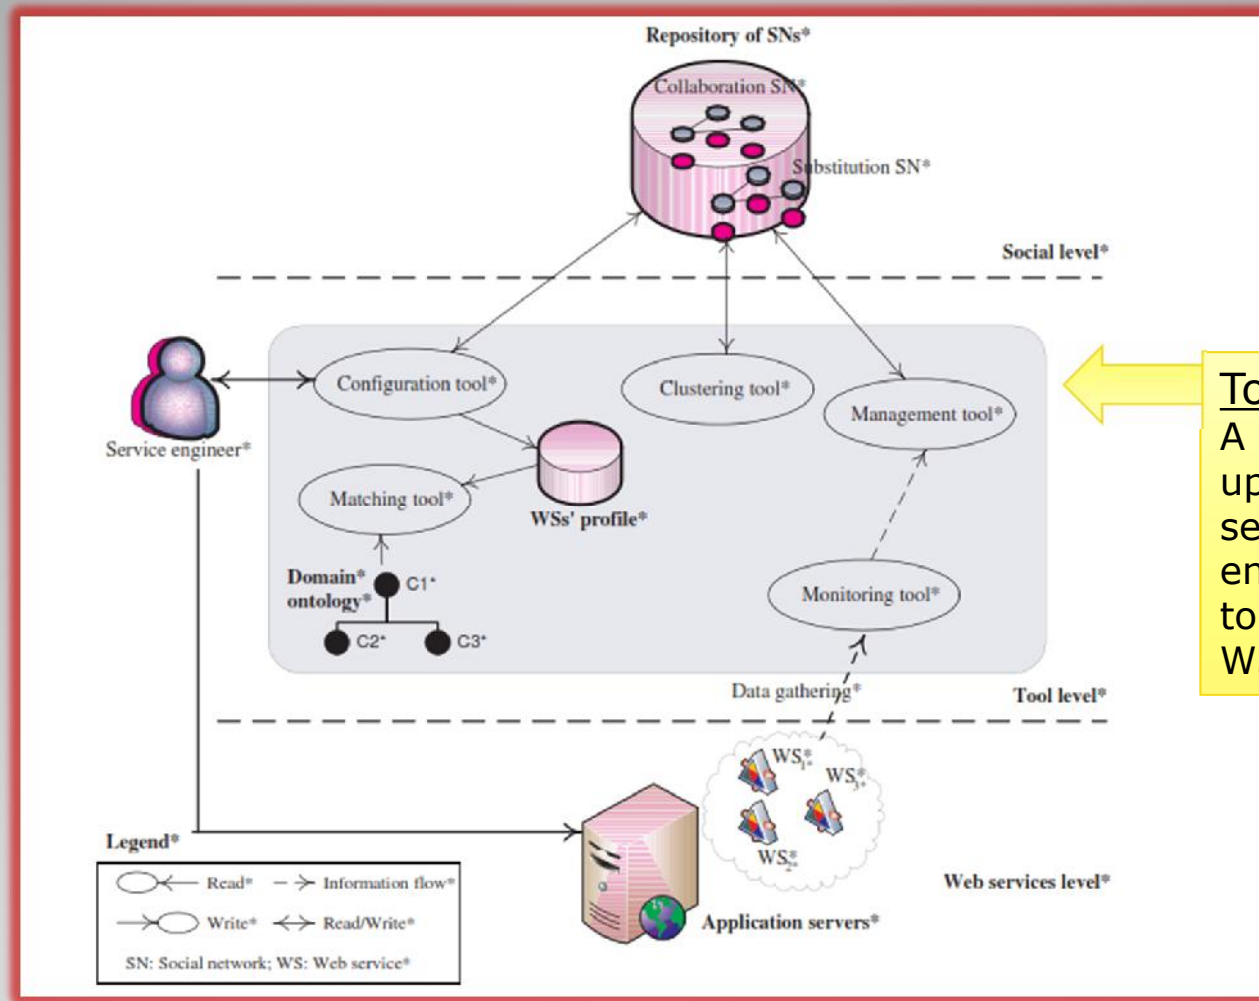 Repository of SNs*
Collaboration SN*
Substitution SN*
Social level*
Configuration tool*
Clustering tool*
Management tool*
Service engineer*
Matching tool*
WSs' profile*
Domain*
ontology*
C1*
C2*
C3*
Monitoring tool*
Data gathering*
Tool level*
WS1*
WS3*
WS2*
Legend*
Read*
Information flow*
Write*
Read/Write*
SN: Social network; WS: Web service*
Web services level*
Application servers*
To
A
up
se
en
to
W